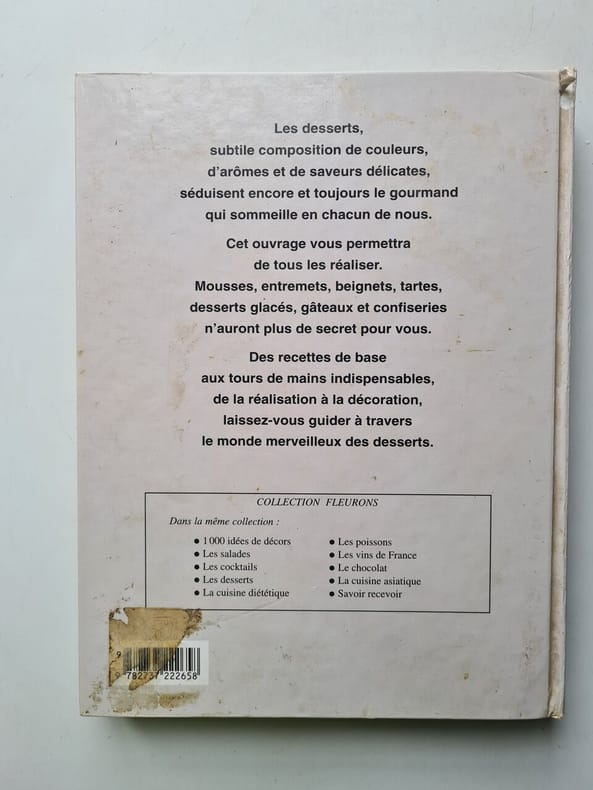 Les desserts,
subtile composition de couleurs,
d'arômes et de saveurs délicates,
séduisent encore et toujours le gourmand
qui sommeille en chacun de nous.
Cet ouvrage vous permettra
de tous les réaliser.
Mousses, entremets, beignets, tartes,
desserts glacés, gâteaux et confiseries
n'auront plus de secret pour vous.
Des recettes de base
aux tours de mains indispensables,
de la réalisation à la décoration,
laissez-vous guider à travers
le monde merveilleux des desserts.
COLLECTION FLEURONS
Dans la même collection :
● 1 000 idées de décors
● Les salades
● Les cocktails
● Les desserts
● La cuisine diététique
● Les poissons
● Les vins de France
● Le chocolat
● La cuisine asiatique
● Savoir recevoir
9
9 782737 222658